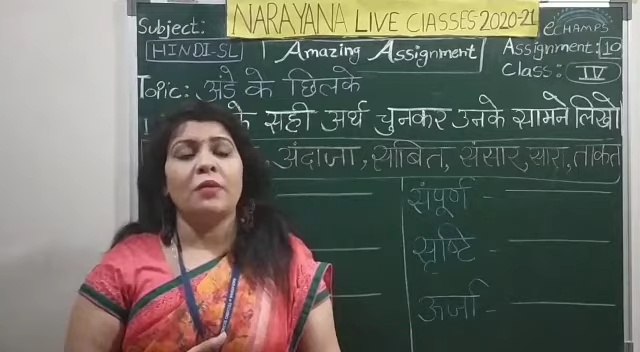 NARAYANA LIVE CLASSES-2020-21
Subject:
HINDI-SL
Amazing Assignment
eCHAMPS
Assignment: 10
Class: IV
Topic: अंडे के छिलके
के सही अर्थ चुनकर उनके सामने लिखो
अंदाजा, साबित, संसार, सारा, ताकत
संपूर्ण -
सृष्टि -
ऊर्जा -